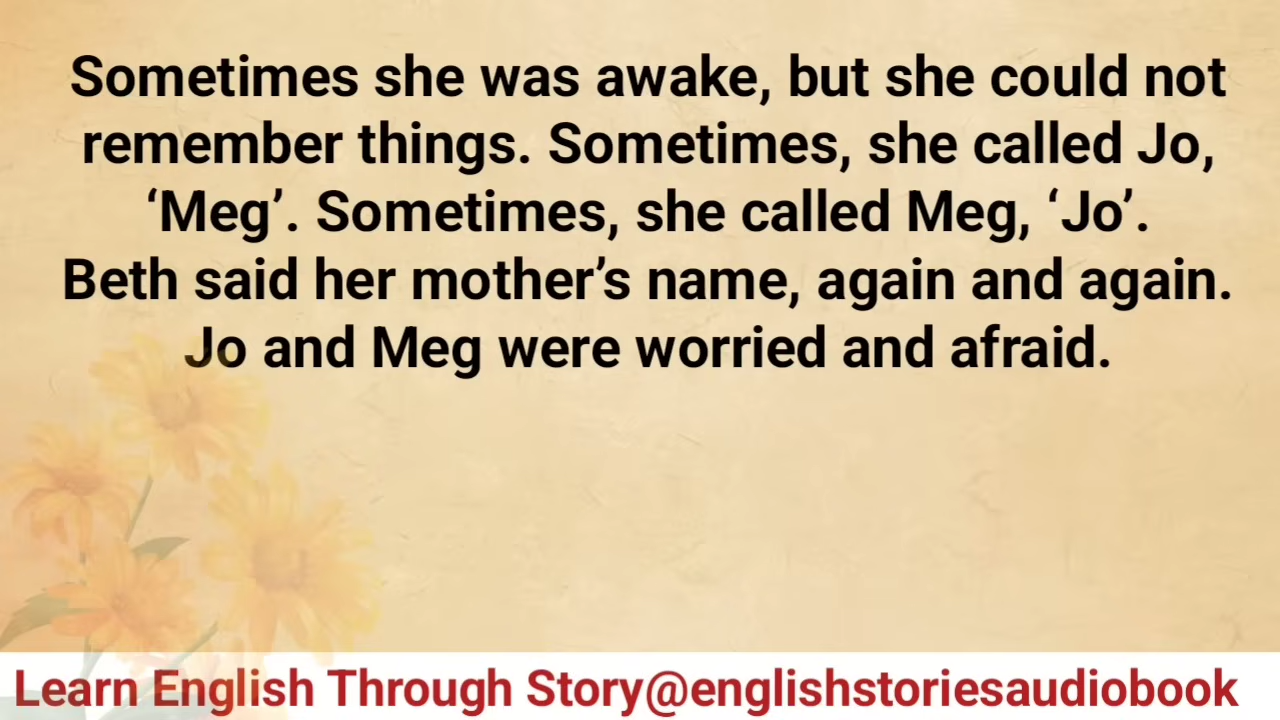 Sometimes she was awake, but she could not
remember things. Sometimes, she called Jo,
‘Meg’. Sometimes, she called Meg, ‘Jo’.
Beth said her mother’s name, again and again.
Jo and Meg were worried and afraid.
Learn English Through Story@englishstoriesaudiobook